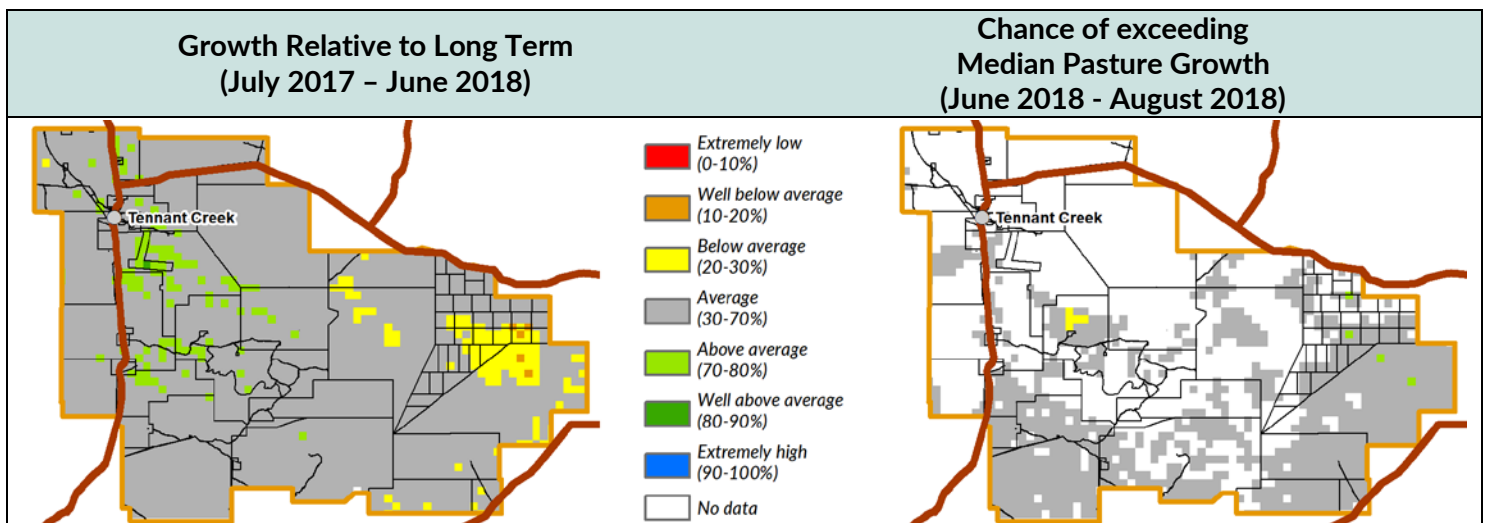 Growth Relative to Long Term
(July 2017 – June 2018)
Chance of exceeding
Median Pasture Growth
(June 2018 - August 2018)
Tennant Creek
Extremely low
(0-10%)
Well below average
(10-20%)
Below average
(20-30%)
Average
(30-70%)
Above average
(70-80%)
Well above average
(80-90%)
Extremely high
(90-100%)
No data
Tennant Creek